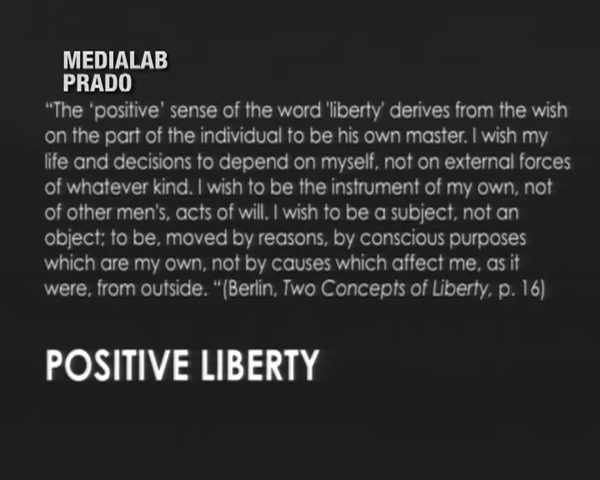 MEDIALAB
PRADO
“The ‘positive’ sense of the word 'liberty' derives from the wish
on the part of the individual to be his own master. I wish my
life and decisions to depend on myself, not on external forces
of whatever kind. I wish to be the instrument of my own, not
of other men's, acts of will. I wish to be a subject, not an
object; to be, moved by reasons, by conscious purposes
which are my own, not by causes which affect me, as it
were, from outside. “(Berlin, Two Concepts of Liberty, p. 16)
POSITIVE LIBERTY